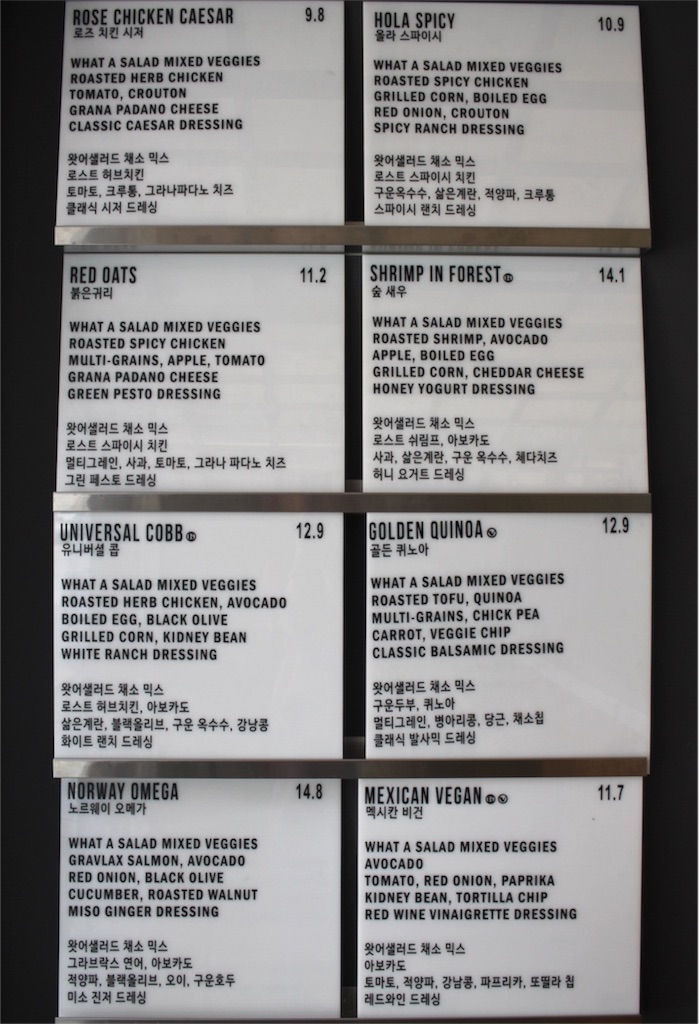 ROSE CHICKEN CAESAR 9.8
로즈 치킨 시저
WHAT A SALAD MIXED VEGGIES
ROASTED HERB CHICKEN
TOMATO, CROUTON
GRANA PADANO CHEESE
CLASSIC CAESAR DRESSING
왓어샐러드 채소 믹스
로스트 허브치킨
토마토, 크루통, 그라나파다노 치즈
클래식 시저 드레싱
HOLA SPICY 10.9
올라 스파이시
WHAT A SALAD MIXED VEGGIES
ROASTED SPICY CHICKEN
GRILLED CORN, BOILED EGG
RED ONION, CROUTON
SPICY RANCH DRESSING
왓어샐러드 채소 믹스
로스트 스파이시 치킨
구운옥수수, 삶은계란, 적양파, 크루통
스파이시 랜치 드레싱
RED OATS 11.2
붉은귀리
WHAT A SALAD MIXED VEGGIES
ROASTED SPICY CHICKEN
MULTI-GRAINS, APPLE, TOMATO
GRANA PADANO CHEESE
GREEN PESTO DRESSING
왓어샐러드 채소 믹스
로스트 스파이시 치킨
멀티그레인, 사과, 토마토, 그라나 파다노 치즈
그린 페스토 드레싱
SHRIMP IN FOREST 14.1
숲 새우
WHAT A SALAD MIXED VEGGIES
ROASTED SHRIMP, AVOCADO
APPLE, BOILED EGG
GRILLED CORN, CHEDDAR CHEESE
HONEY YOGURT DRESSING
왓어샐러드 채소 믹스
로스트 쉬림프, 아보카도
사과, 삶은계란, 구운 옥수수, 체다치즈
허니 요거트 드레싱
UNIVERSAL COBB 12.9
유니버셜 콥
WHAT A SALAD MIXED VEGGIES
ROASTED HERB CHICKEN, AVOCADO
BOILED EGG, BLACK OLIVE
GRILLED CORN, KIDNEY BEAN
WHITE RANCH DRESSING
왓어샐러드 채소 믹스
로스트 허브치킨, 아보카도
삶은계란, 블랙올리브, 구운 옥수수, 강낭콩
화이트 랜치 드레싱
GOLDEN QUINOA 12.9
골든 퀴노아
WHAT A SALAD MIXED VEGGIES
ROASTED TOFU, QUINOA
MULTI-GRAINS, CHICK PEA
CARROT, VEGGIE CHIP
CLASSIC BALSAMIC DRESSING
왓어샐러드 채소 믹스
구운두부, 퀴노아
멀티그레인, 병아리콩, 당근, 채소칩
클래식 발사믹 드레싱
NORWAY OMEGA 14.8
노르웨이 오메가
WHAT A SALAD MIXED VEGGIES
GRAVLAX SALMON, AVOCADO
RED ONION, BLACK OLIVE
CUCUMBER, ROASTED WALNUT
MISO GINGER DRESSING
왓어샐러드 채소 믹스
그라브락스 연어, 아보카도
적양파, 블랙올리브, 오이, 구운호두
미소 진저 드레싱
MEXICAN VEGAN 11.7
멕시칸 비건
WHAT A SALAD MIXED VEGGIES
AVOCADO
TOMATO, RED ONION, PAPRIKA
KIDNEY BEAN, TORTILLA CHIP
RED WINE VINAIGRETTE DRESSING
왓어샐러드 채소 믹스
아보카도
토마토, 적양파, 강남콩, 파프리카, 또띨라 칩
레드와인 드레싱